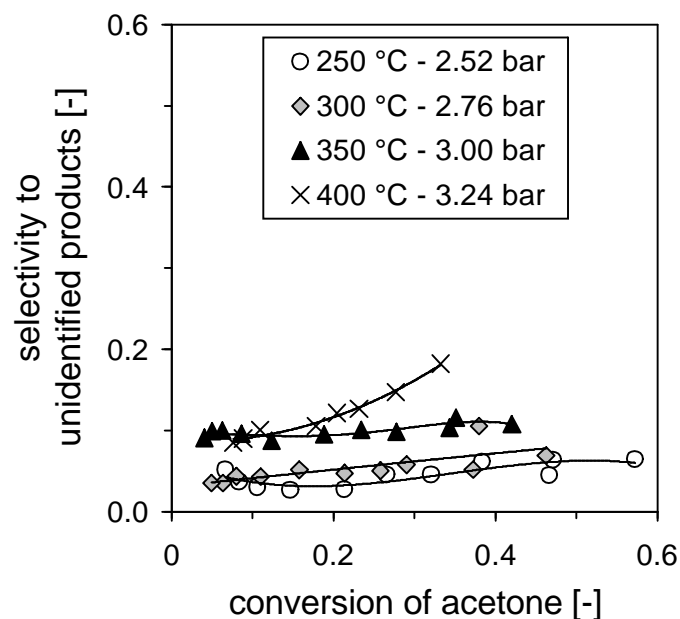 0.6
0.4
0.2
0.0
0
0.2
0.4
0.6
selectivity to
unidentified products [-]
conversion of acetone [-]
250 °C - 2.52 bar
300 °C - 2.76 bar
350 °C - 3.00 bar
400 °C - 3.24 bar